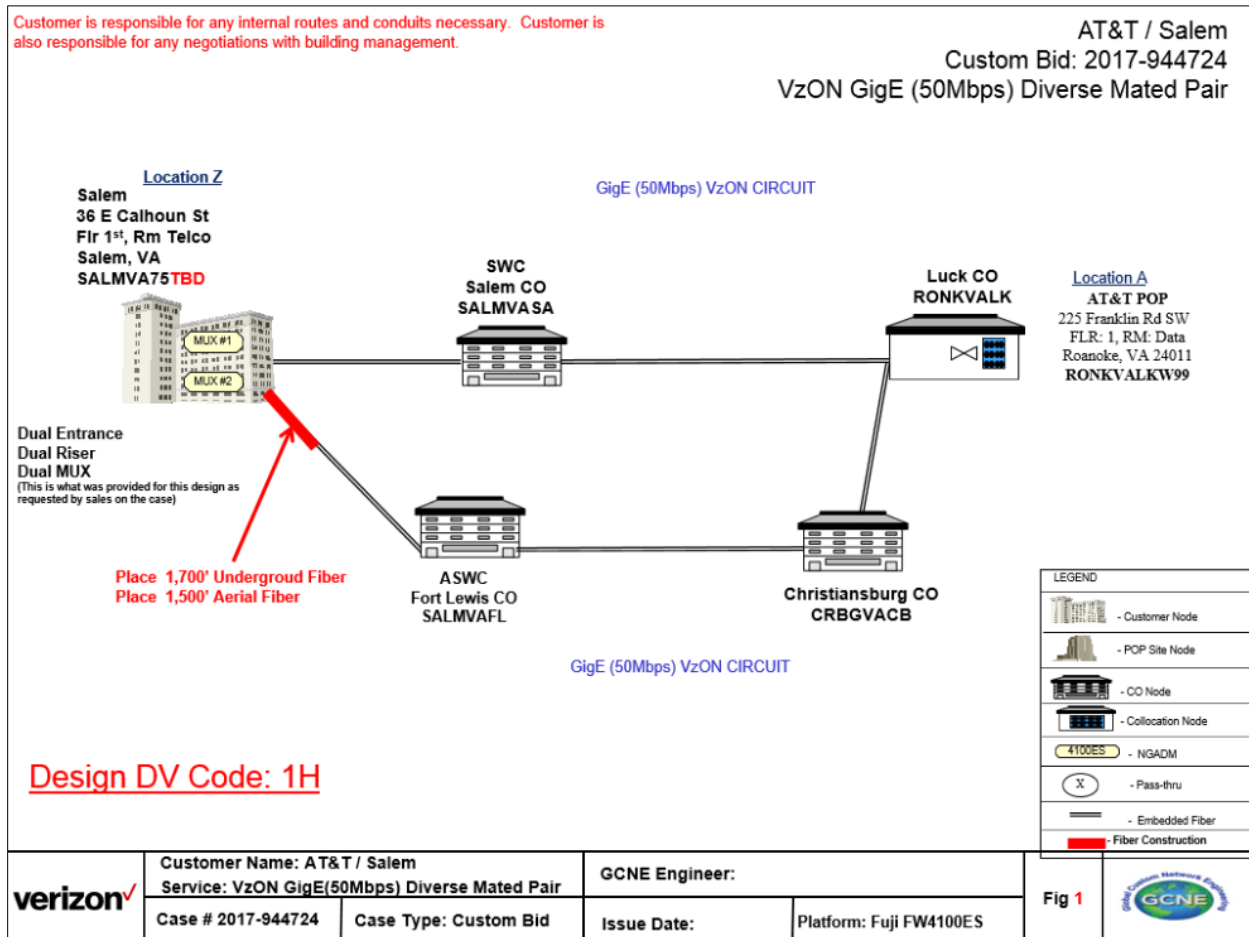 Customer is responsible for any internal routes and conduits necessary. Customer is
also responsible for any negotiations with building management.
AT&T / Salem
Custom Bid: 2017-944724
VzON GigE (50Mbps) Diverse Mated Pair
Location Z
Salem
36 E Calhoun St
Flr 1st, Rm Telco
Salem, VA
SALMVA75TBD
MUX #1
MUX #2
GigE (50Mbps) VzON CIRCUIT
SWC
Salem CO
SALMVASA
Luck CO
RONKVALK
Location A
AT&T POP
225 Franklin Rd SW
FLR: 1, RM: Data
Roanoke, VA 24011
RONKVALKW99
Dual Entrance
Dual Riser
Dual MUX
(This is what was provided for this design as
requested by sales on the case)
Place 1,700' Undergroud Fiber
Place 1,500' Aerial Fiber
ASWC
Fort Lewis CO
SALMVAFL
Christiansburg CO
CRBGVACB
GigE (50Mbps) VzON CIRCUIT
LEGEND
- Customer Node
- POP Site Node
- CO Node
- Collocation Node
4100ES - NGADM
X - Pass-thru
- Embedded Fiber
- Fiber Construction
Design DV Code: 1H
verizon
Customer Name: AT&T / Salem
Service: VzON GigE(50Mbps) Diverse Mated Pair
Case # 2017-944724
Case Type: Custom Bid
GCNE Engineer:
Issue Date:
Platform: Fuji FW4100ES
Fig 1
Global Custom Network Engineering
GCNE